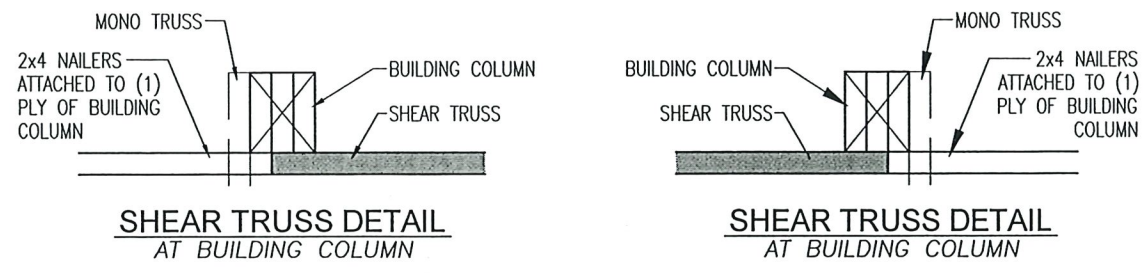 MONO TRUSS
2x4 NAILERS
ATTACHED TO (1)
PLY OF BUILDING
COLUMN
BUILDING COLUMN
SHEAR TRUSS
SHEAR TRUSS DETAIL
AT BUILDING COLUMN
MONO TRUSS
BUILDING COLUMN
2x4 NAILERS
ATTACHED TO (1)
PLY OF BUILDING
COLUMN
SHEAR TRUSS
SHEAR TRUSS DETAIL
AT BUILDING COLUMN